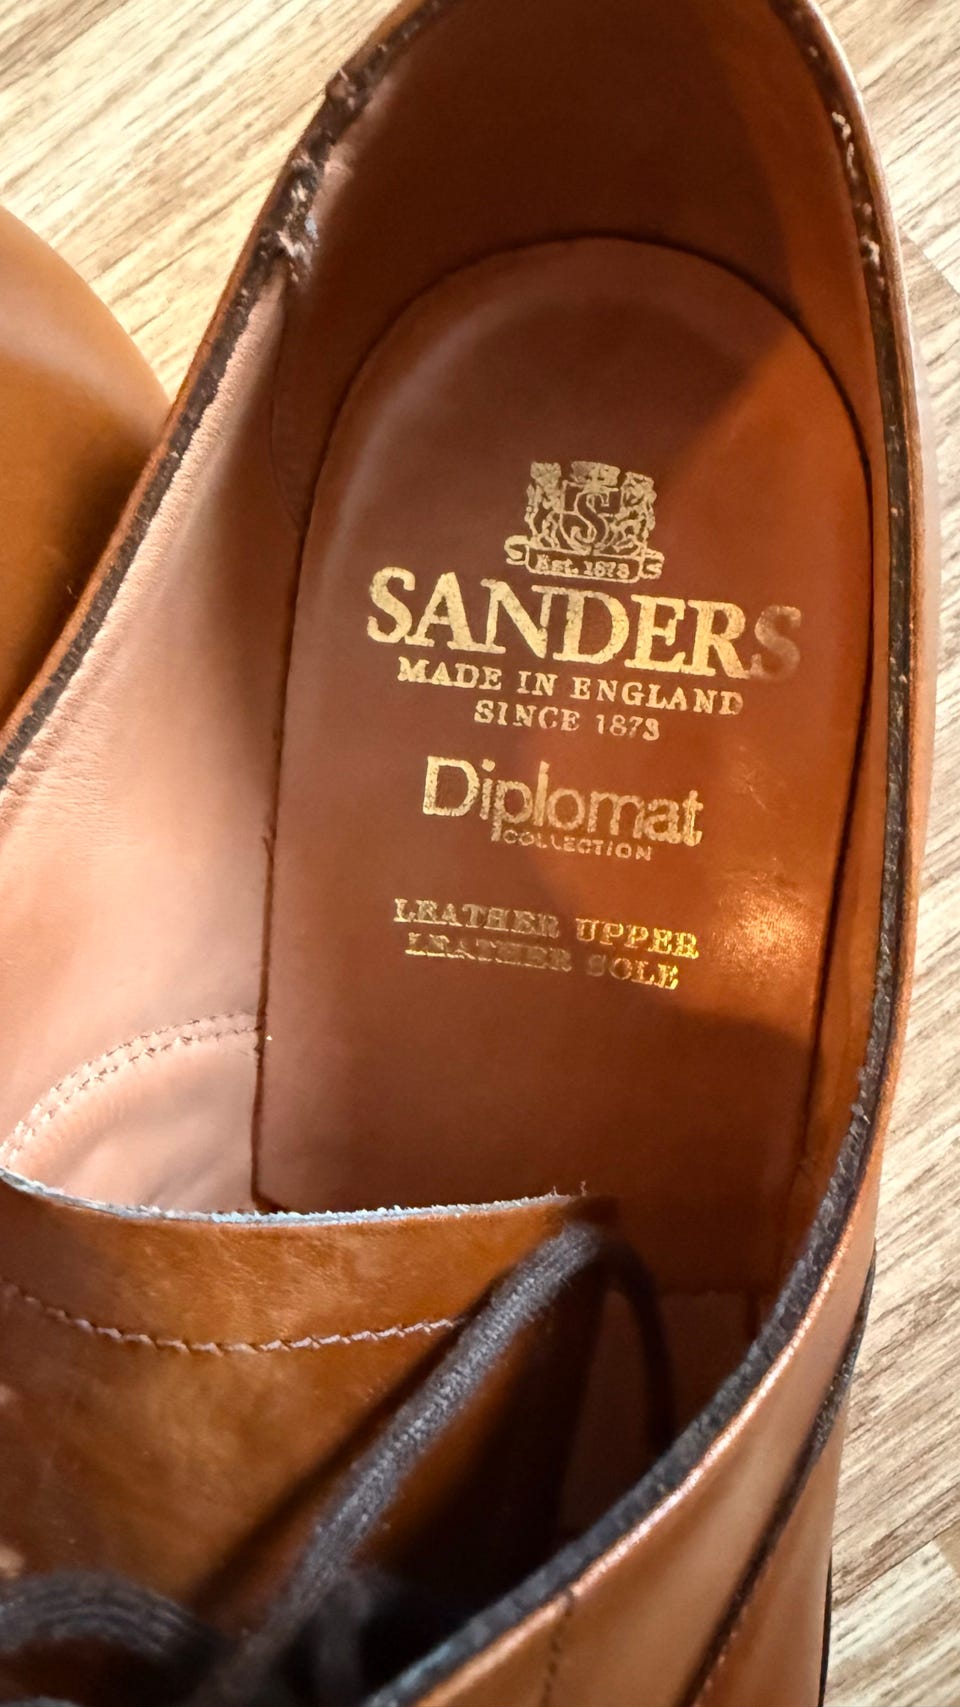 S
Est. 1873
SANDERS
MADE IN ENGLAND
SINCE 1873
Diplomat
COLLECTION
LEATHER UPPER
LEATHER SOLE